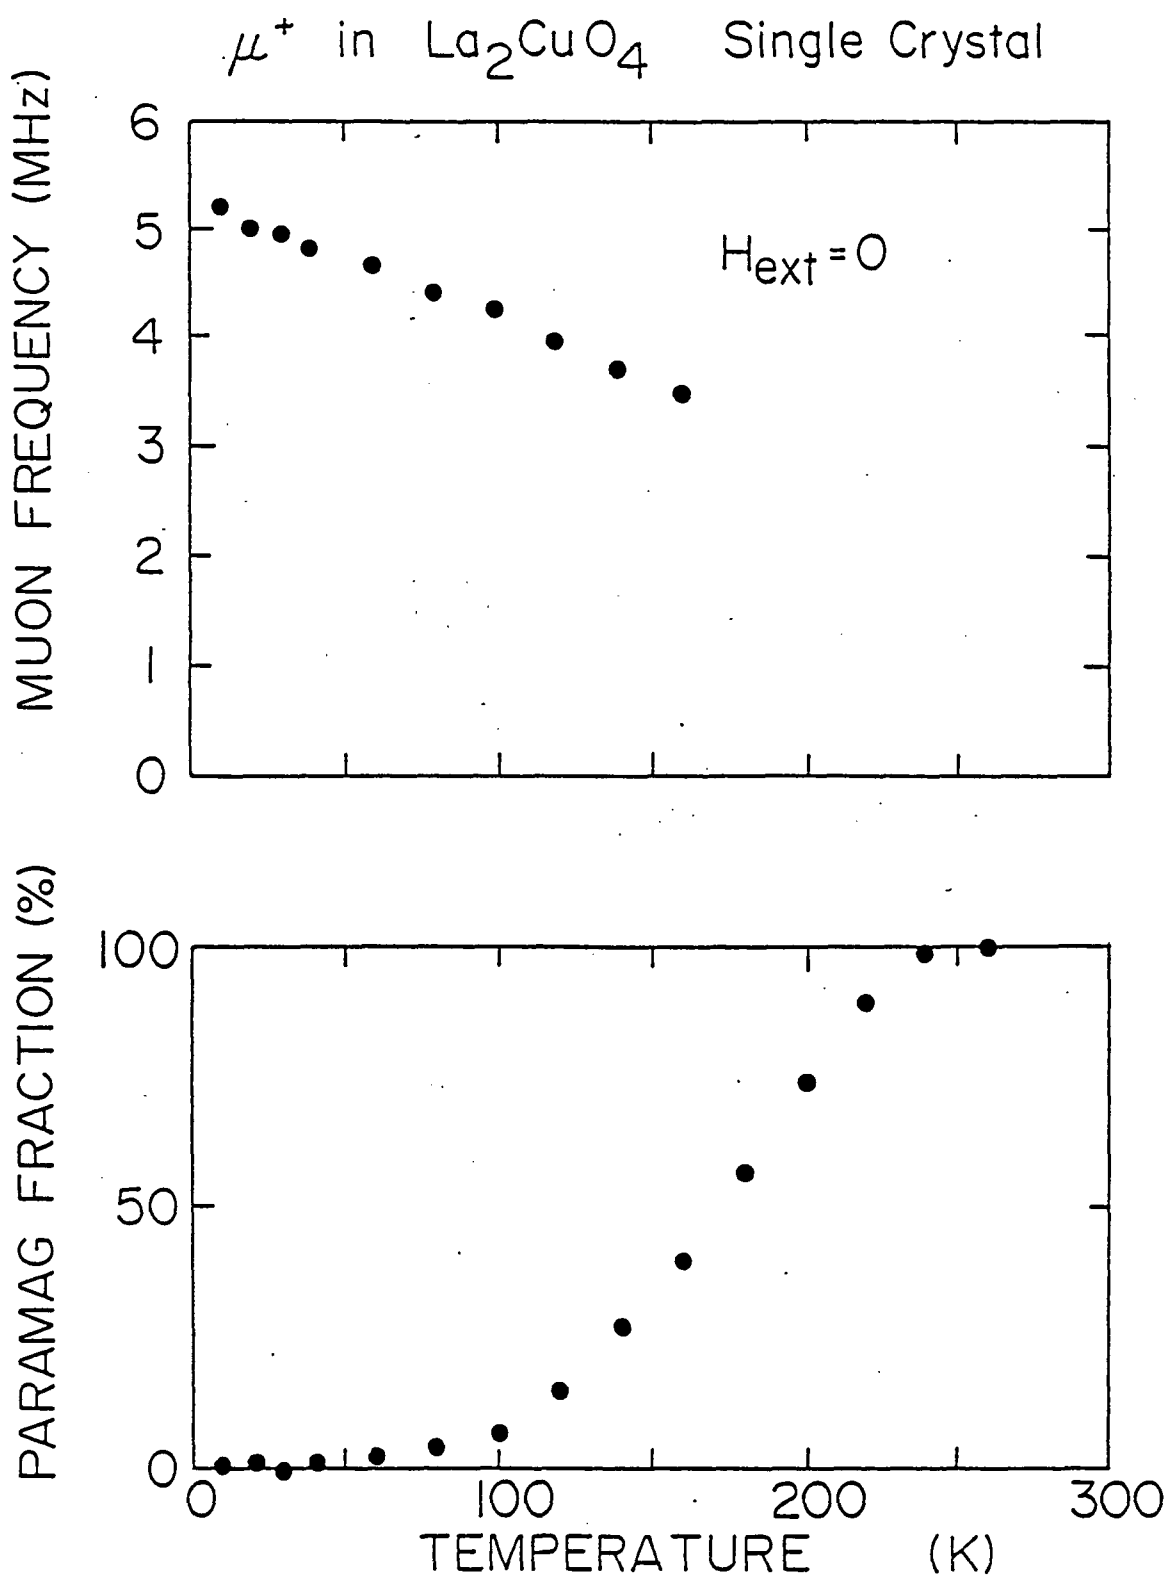 μ⁺ in La₂CuO₄ Single Crystal
MUON FREQUENCY (MHz)
6
5
4
3
2
1
0
Hext=0
PARAMAG FRACTION (%)
100
50
0
0 100 200 300
TEMPERATURE (K)